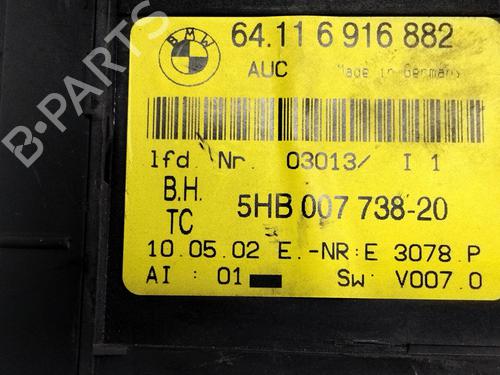 BMW
64.11 6 916 882
AUC Made in Germany
lfd. Nr. 03013/ I 1
B.H.
TC
5HB 007 738-20
10.05.02 E.-NR:E 3078.P
AI : 01 Sw: V007.0
B-PARTS